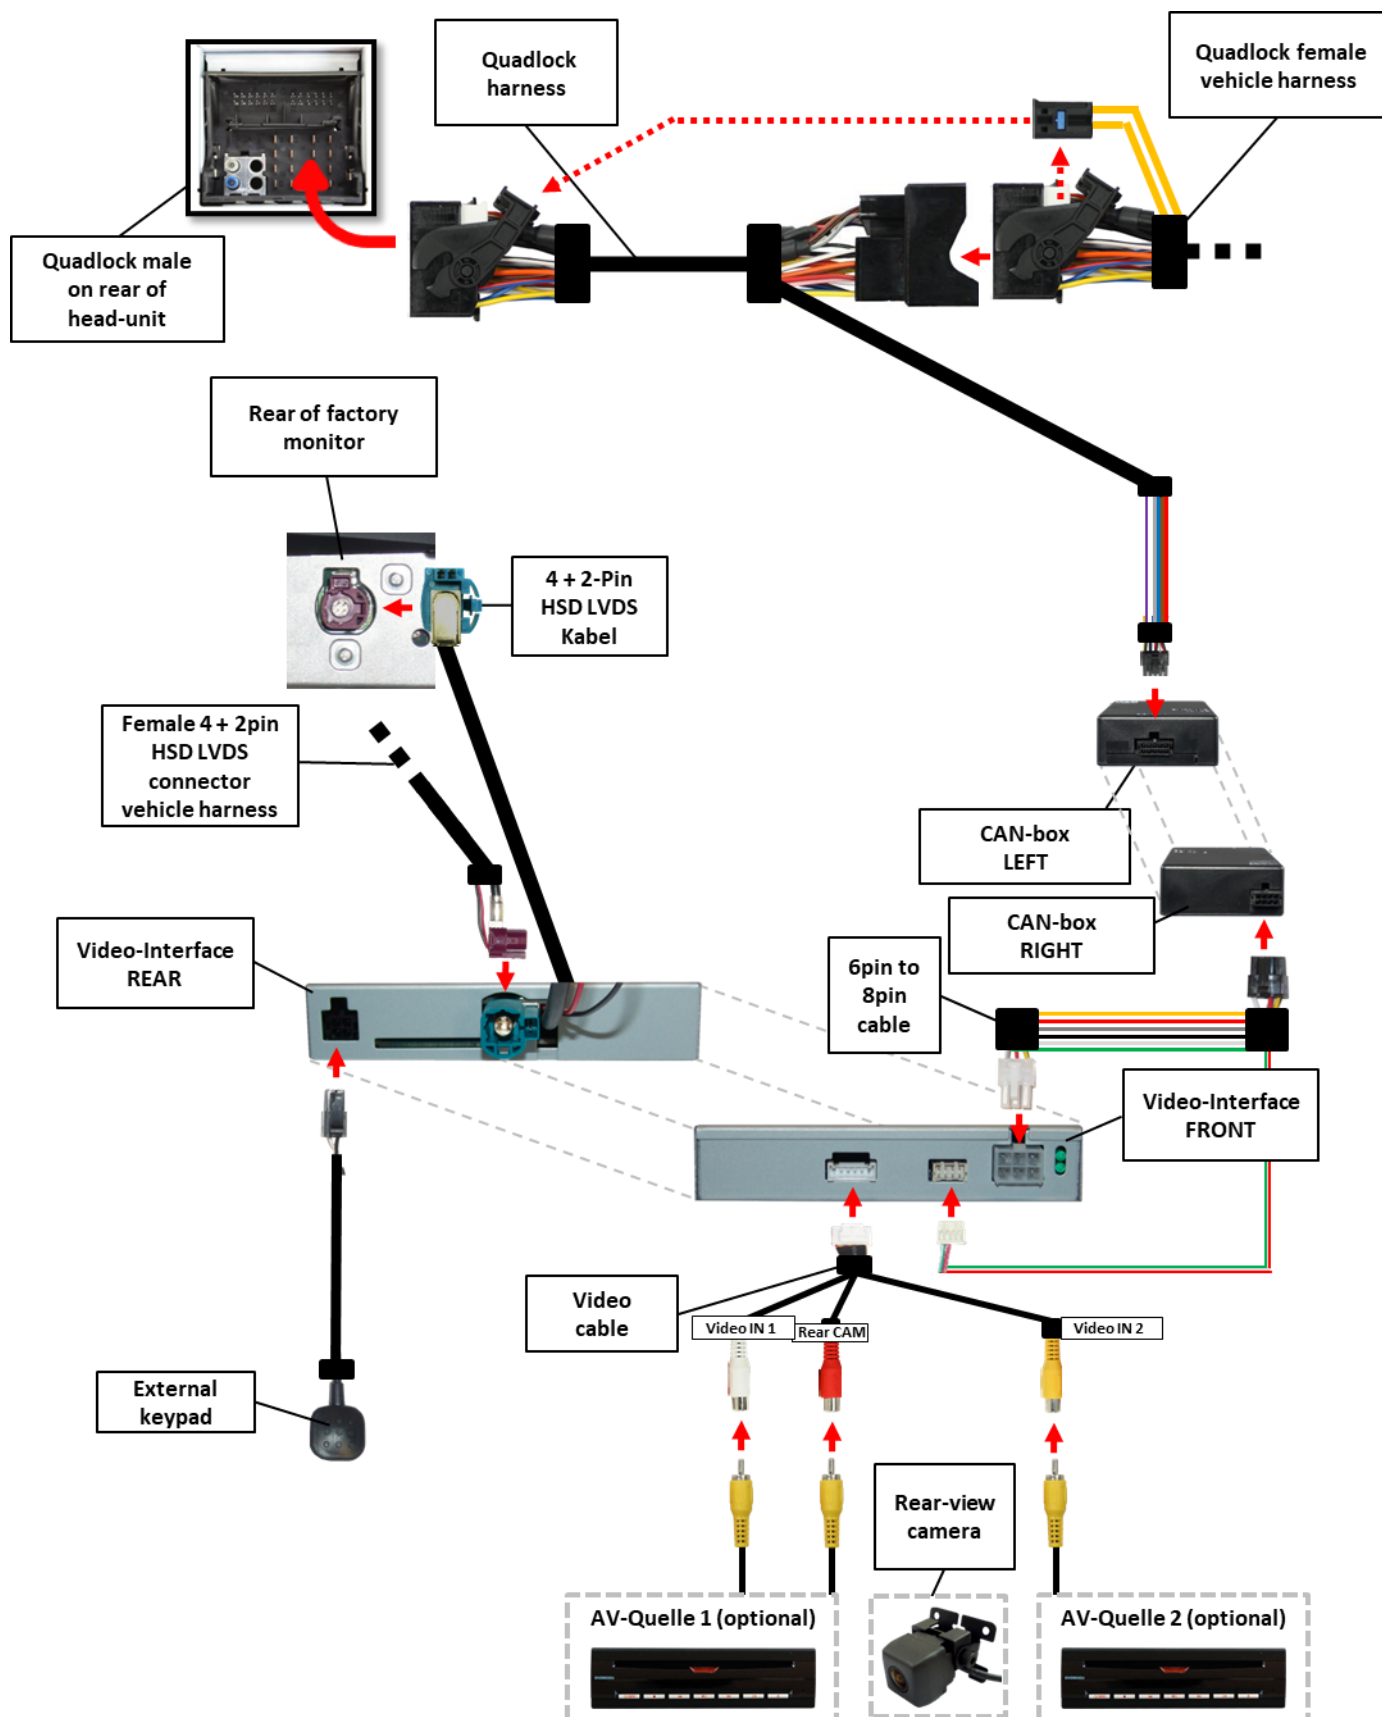 Quadlock
harness
Quadlock female
vehicle harness
Quadlock male
on rear of
head-unit
Rear of factory
monitor
4 + 2-Pin
HSD LVDS
Kabel
Female 4 + 2pin
HSD LVDS
connector
vehicle harness
CAN-box
LEFT
CAN-box
RIGHT
Video-Interface
REAR
6pin to
8pin
cable
Video-Interface
FRONT
Video
cable
Video IN 1
Rear CAM
Video IN 2
External
keypad
Rear-view
camera
AV-Quelle 1 (optional)
AV-Quelle 2 (optional)